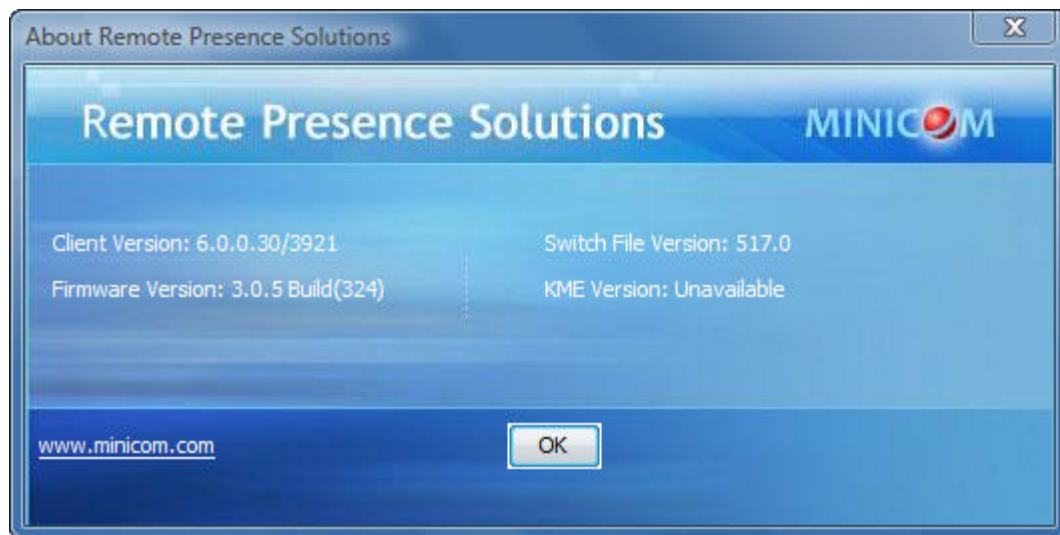 About Remote Presence Solutions
Remote Presence Solutions
MINICOM
Client Version: 6.0.0.30/3921
Switch File Version: 517.0
Firmware Version: 3.0.5 Build(324)
KME Version: Unavailable
www.minicom.com
OK